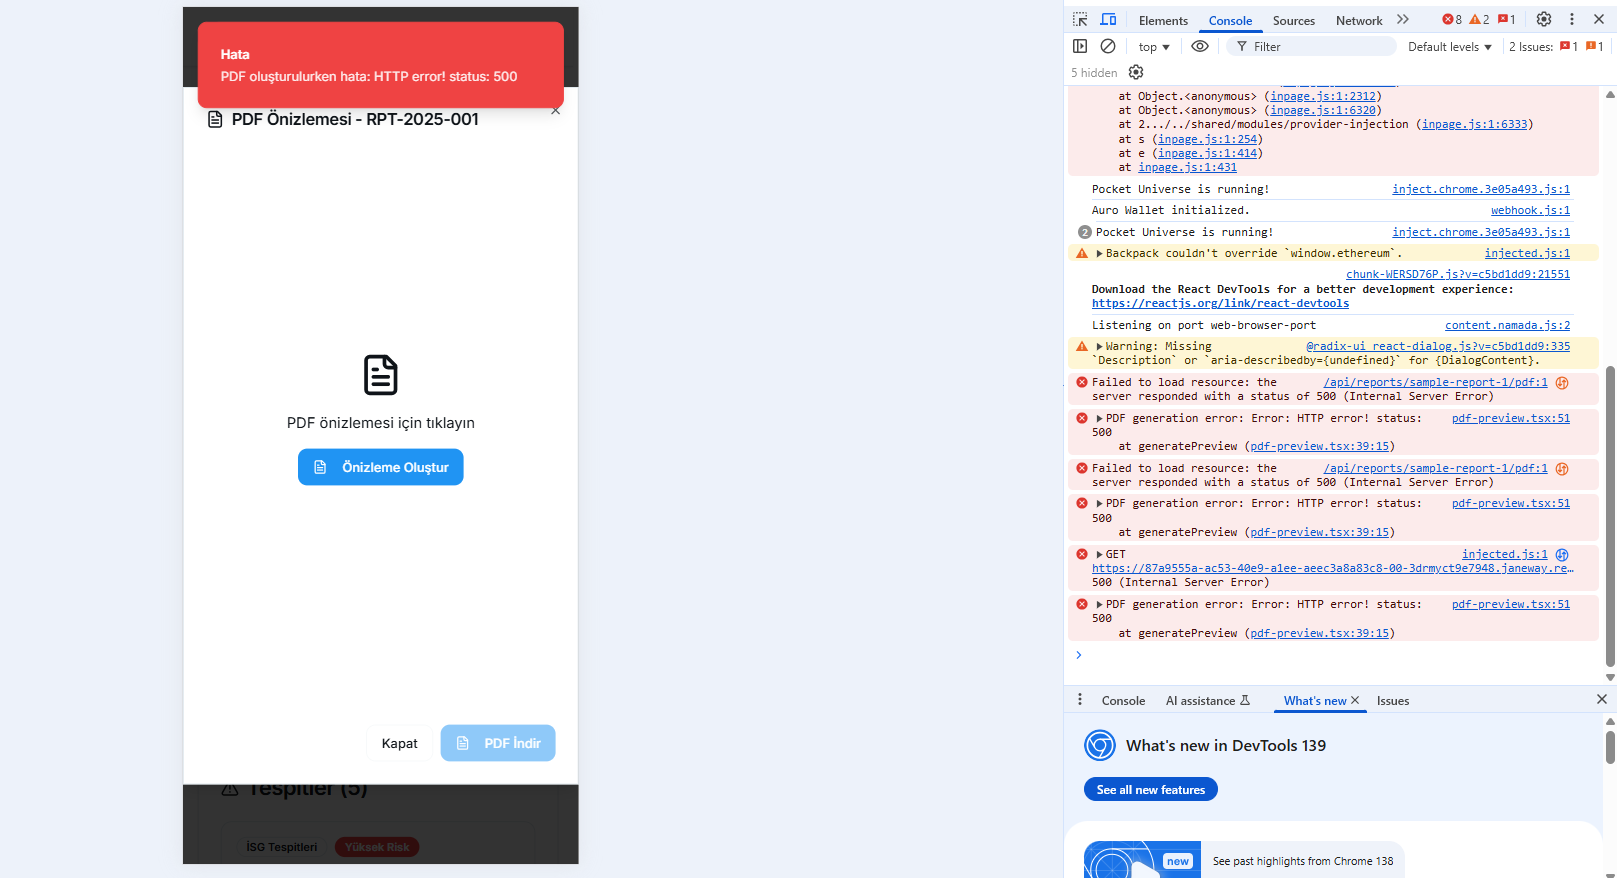 Hata
PDF oluşturulurken hata: HTTP error! status: 500
PDF Önizlemesi - RPT-2025-001
PDF önizlemesi için tıklayın
Önizleme Oluştur
Kapat
PDF İndir
Tespitler (5)
İSG Tespitleri
Yüksek Risk
Elements
Console
Sources
Network
8
2
1
top
Filter
Default levels
2 Issues:
1
1
5 hidden
at Object.<anonymous> (inpage.js:1:2312)
at Object.<anonymous> (inpage.js:1:6320)
at 2.../../shared/modules/provider-injection (inpage.js:1:6333)
at s (inpage.js:1:254)
at e (inpage.js:1:414)
at inpage.js:1:431
Pocket Universe is running! inject.chrome.3e05a493.js:1
Auro Wallet initialized. webhook.js:1
2 Pocket Universe is running! inject.chrome.3e05a493.js:1
Backpack couldn't override `window.ethereum`. injected.js:1
chunk-WERSD76P.js?v=c5bd1dd9:21551
Download the React DevTools for a better development experience:
https://reactjs.org/link/react-devtools
Listening on port web-browser-port content.namada.js:2
Warning: Missing @radix-ui_react-dialog.js?v=c5bd1dd9:335
`Description` or `aria-describedby={undefined}` for {DialogContent}.
Failed to load resource: the /api/reports/sample-report-1/pdf:1
server responded with a status of 500 (Internal Server Error)
PDF generation error: Error: HTTP error! status: pdf-preview.tsx:51
500
at generatePreview (pdf-preview.tsx:39:15)
Failed to load resource: the /api/reports/sample-report-1/pdf:1
server responded with a status of 500 (Internal Server Error)
PDF generation error: Error: HTTP error! status: pdf-preview.tsx:51
500
at generatePreview (pdf-preview.tsx:39:15)
GET injected.js:1
https://87a9555a-ac53-40e9-a1ee-aeec3a8a83c8-00-3drmyct9e7948.janeway.re…
500 (Internal Server Error)
PDF generation error: Error: HTTP error! status: pdf-preview.tsx:51
500
at generatePreview (pdf-preview.tsx:39:15)
Console
AI assistance
What's new
Issues
What's new in DevTools 139
See all new features
new
See past highlights from Chrome 138